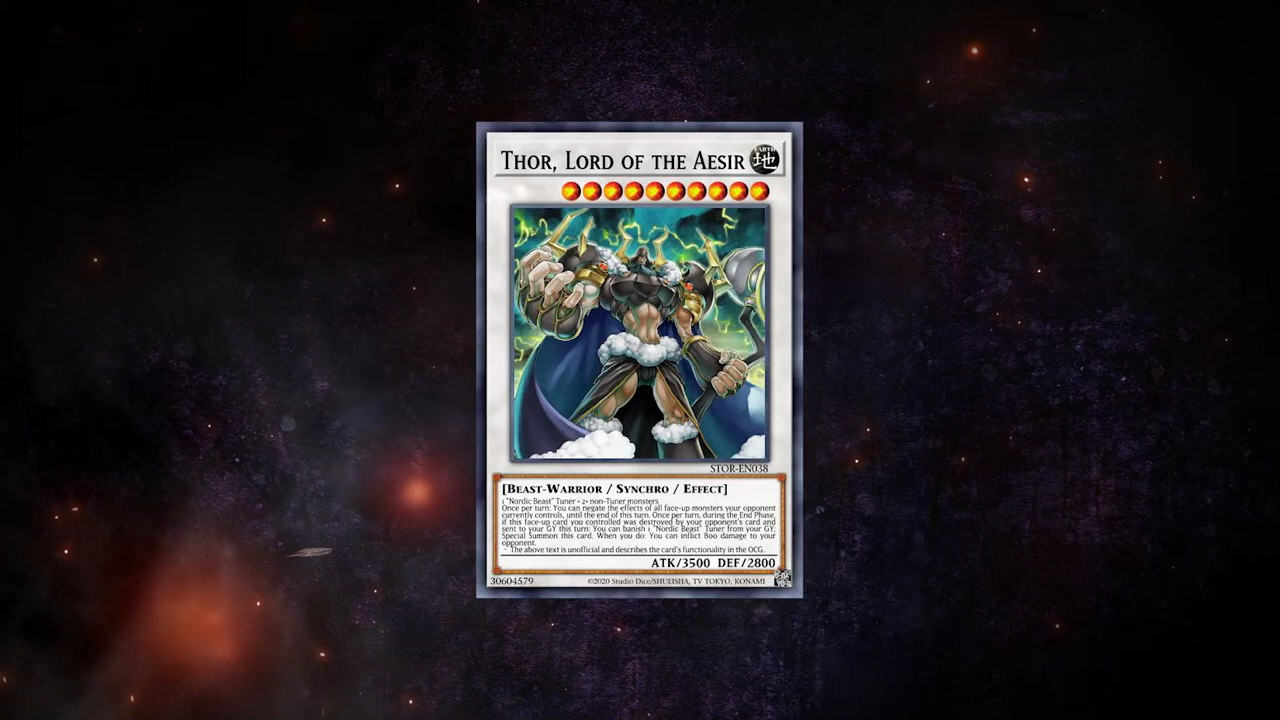 THOR, LORD OF THE AESIR
EARTH
地
STOR-EN038
[BEAST-WARRIOR / SYNCHRO / EFFECT]
1 "Nordic Beast" Tuner + 2+ non-Tuner monsters
Once per turn: You can negate the effects of all face-up monsters your opponent
currently controls, until the end of this turn. Once per turn, during the End Phase,
if this face-up card you controlled was destroyed by your opponent's card and
sent to your GY this turn: You can banish 1 "Nordic Beast" Tuner from your GY;
Special Summon this card. When you do: You can inflict 800 damage to your
opponent.
* The above text is unofficial and describes the card's functionality in the OCG.
ATK/3500 DEF/2800
30604579 ©2020 Studio Dice/SHUEISHA, TV TOKYO, KONAMI